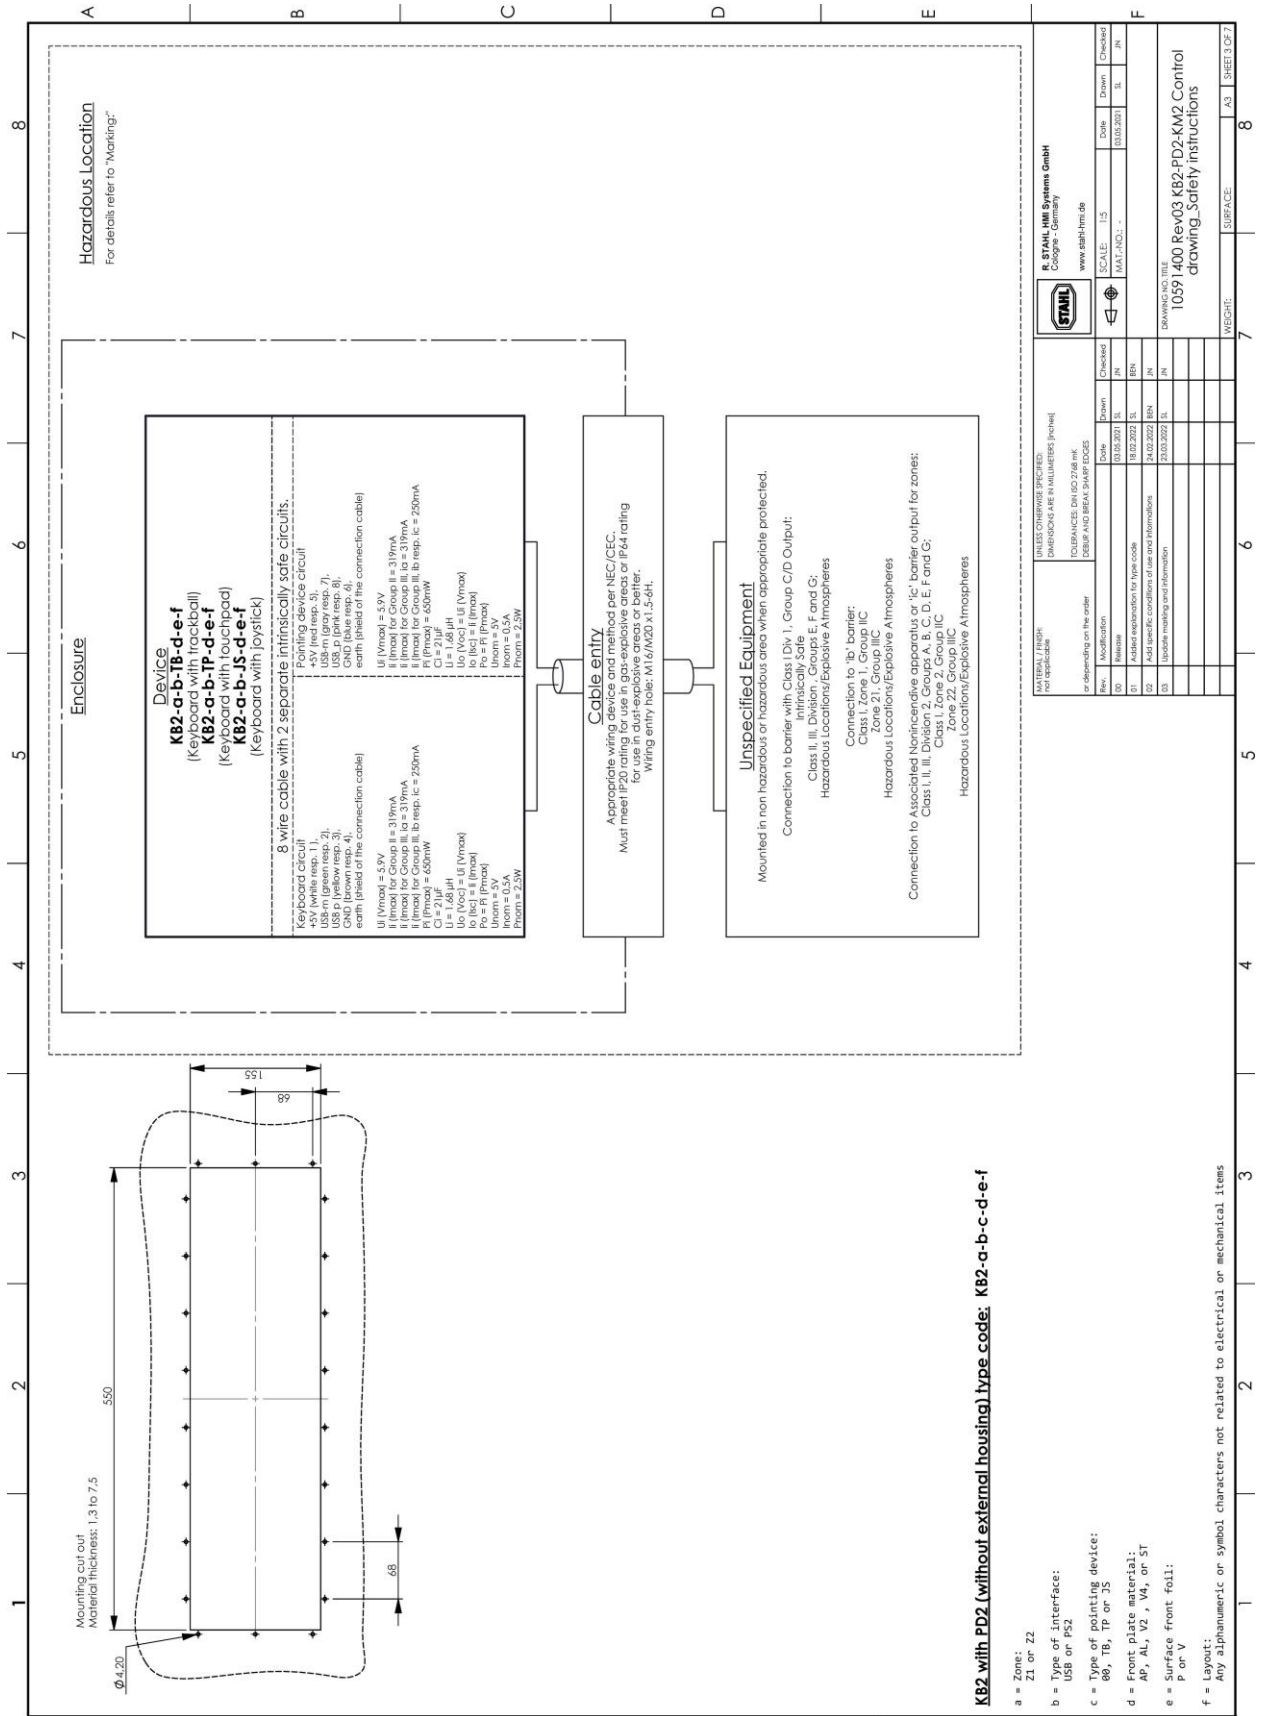 1
2
3
4
5
6
7
8
A
B
C
D
E
F
Mounting cut out
Material thickness: 1,3 to 7,5
Φ4,20
550
68
155
68
KB2 with PD2 (without external housing) type code: KB2-a-b-c-d-e-f
a = Zone:
Z1 or Z2
b = Type of interface:
USB or PS2
c = Type of pointing device:
00, TB, TP or JS
d = Front plate material:
AP, AL, V2 , V4, or ST
e = Surface front foil:
P or V
f = Layout:
Any alphanumeric or symbol characters not related to electrical or mechanical items
Hazardous Location
For details refer to "Marking:"
Enclosure
Device
KB2-a-b-TB-d-e-f
(Keyboard with trackball)
KB2-a-b-TP-d-e-f
(Keyboard with touchpad)
KB2-a-b-JS-d-e-f
(Keyboard with joystick)
8 wire cable with 2 separate intrinsically safe circuits.
Keyboard circuit
+5V (white resp. 1 ),
USB-m (green resp. 2),
USB p (yellow resp. 3),
GND (brown resp. 4),
earth (shield of the connection cable)
Ui (Vmax) = 5.9V
Ii (Imax) for Group II = 319mA
Ii (Imax) for Group III, ia = 319mA
Ii (Imax) for Group III, ib resp. ic = 250mA
Pi (Pmax) = 650mW
Ci = 21µF
Li = 1.68 µH
Uo (Voc) = Ui (Vmax)
Io (Isc) = Ii (Imax)
Po = Pi (Pmax)
Unom = 5V
Inom = 0.5A
Pnom = 2.5W
Pointing device circuit
+5V (red resp. 5),
USB-m (gray resp. 7),
USB_p (pink resp. 8),
GND (blue resp. 6),
earth (shield of the connection cable)
Ui (Vmax) = 5.9V
Ii (Imax) for Group II = 319mA
Ii (Imax) for Group III, ia = 319mA
Ii (Imax) for Group III, ib resp. ic = 250mA
Pi (Pmax) = 650mW
Ci = 21µF
Li = 1.68 µH
Uo (Voc) = Ui (Vmax)
Io (Isc) = Ii (Imax)
Po = Pi (Pmax)
Unom = 5V
Inom = 0.5A
Pnom = 2.5W
Cable entry
Appropriate wiring device and method per NEC/CEC.
Must meet IP20 rating for use in gas-explosive areas or IP64 rating
for use in dust-explosive areas or better.
Wiring entry hole: M16/M20 x1.5-6H.
Unspecified Equipment
Mounted in non hazardous or hazardous area when appropriate protected.
Connection to barrier with Class I Div 1, Group C/D Output:
Intrinsically Safe
Class II, III, Division , Groups E, F and G;
Hazardous Locations/Explosive Atmospheres
Connection to 'ib' barrier:
Class I, Zone 1, Group IIC
Zone 21, Group IIIC
Hazardous Locations/Explosive Atmospheres
Connection to Associated Nonincendive apparatus or 'ic' barrier output for zones:
Class I, II, III, Division 2, Groups A, B, C, D, E, F and G;
Class I, Zone 2, Group IIC
Zone 22, Group IIIC
Hazardous Locations/Explosive Atmospheres
MATERIAL / FINISH:
not applicable
or depending on the order
UNLESS OTHERWISE SPECIFIED:
DIMENSIONS ARE IN MILLIMETERS [inches]
TOLERANCES: DIN ISO 2768 mK
DEBUR AND BREAK SHARP EDGES
STAHL
R. STAHL HMI Systems GmbH
Cologne - Germany
www.stahl-hmi.de
Rev. Modification Date Drawn Checked
00 Release 03.05.2021 SL JN
01 Added explanation for type code 18.02.2022 SL BEN
02 Add specific conditions of use and informations 24.02.2022 BEN JN
03 Update marking and information 23.03.2022 SL JN
SCALE: 1:5
MAT.-NO.: -
Date Drawn Checked
03.05.2021 SL JN
DRAWING NO. TITLE
10591400 Rev03 KB2-PD2-KM2 Control
drawing_Safety instructions
WEIGHT:
SURFACE:
A3
SHEET 3 OF 7
1
2
3
4
5
6
7
8